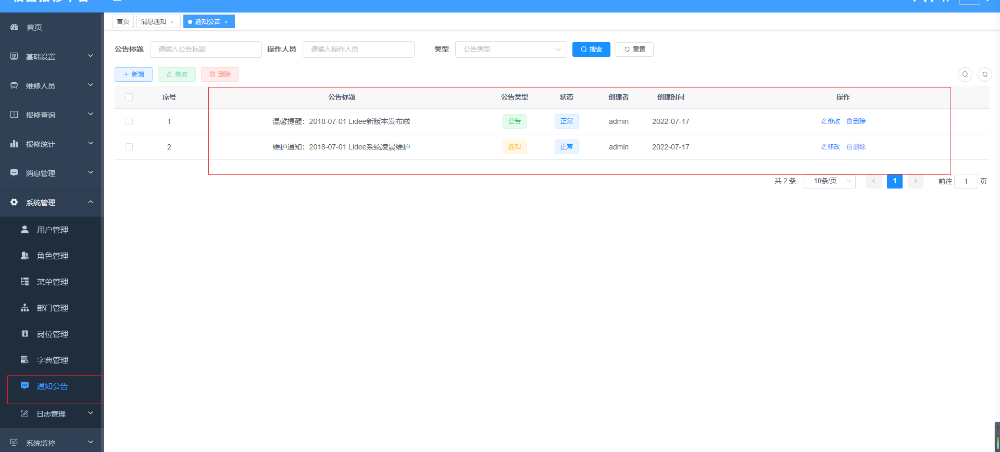 首页
基础设置
维修人员
报修查询
报修统计
消息管理
系统管理
用户管理
角色管理
菜单管理
部门管理
岗位管理
字典管理
通知公告
日志管理
系统监控
首页 消息通知 × 通知公告 ×
公告标题 请输入公告标题 操作人员 请输入操作人员 类型 公告类型 搜索 重置
新增 修改 删除
序号 公告标题 公告类型 状态 创建者 创建时间 操作
1 温馨提醒：2018-07-01 Lidee新版本发布啦 公告 正常 admin 2022-07-17 修改 删除
2 维护通知：2018-07-01 Lidee系统凌晨维护 通知 正常 admin 2022-07-17 修改 删除
共 2 条 10条/页 1 前往 1 页